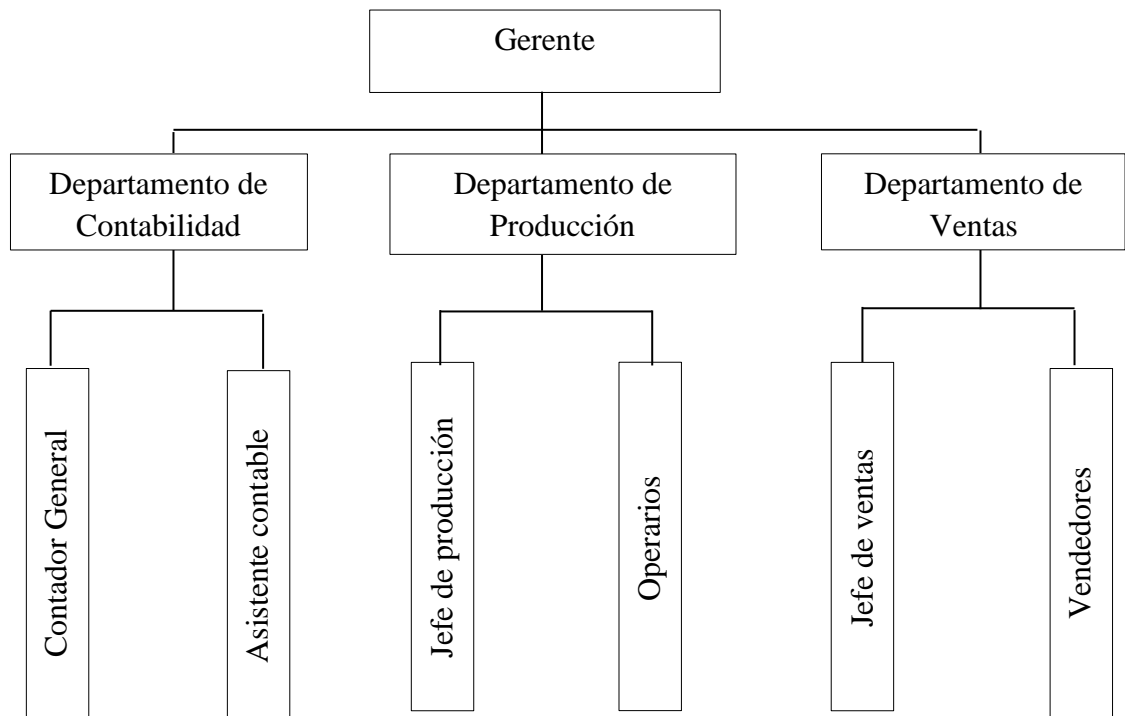 Gerente
Departamento de
Contabilidad
Departamento de
Producción
Departamento de
Ventas
Contador General
Asistente contable
Jefe de producción
Operarios
Jefe de ventas
Vendedores